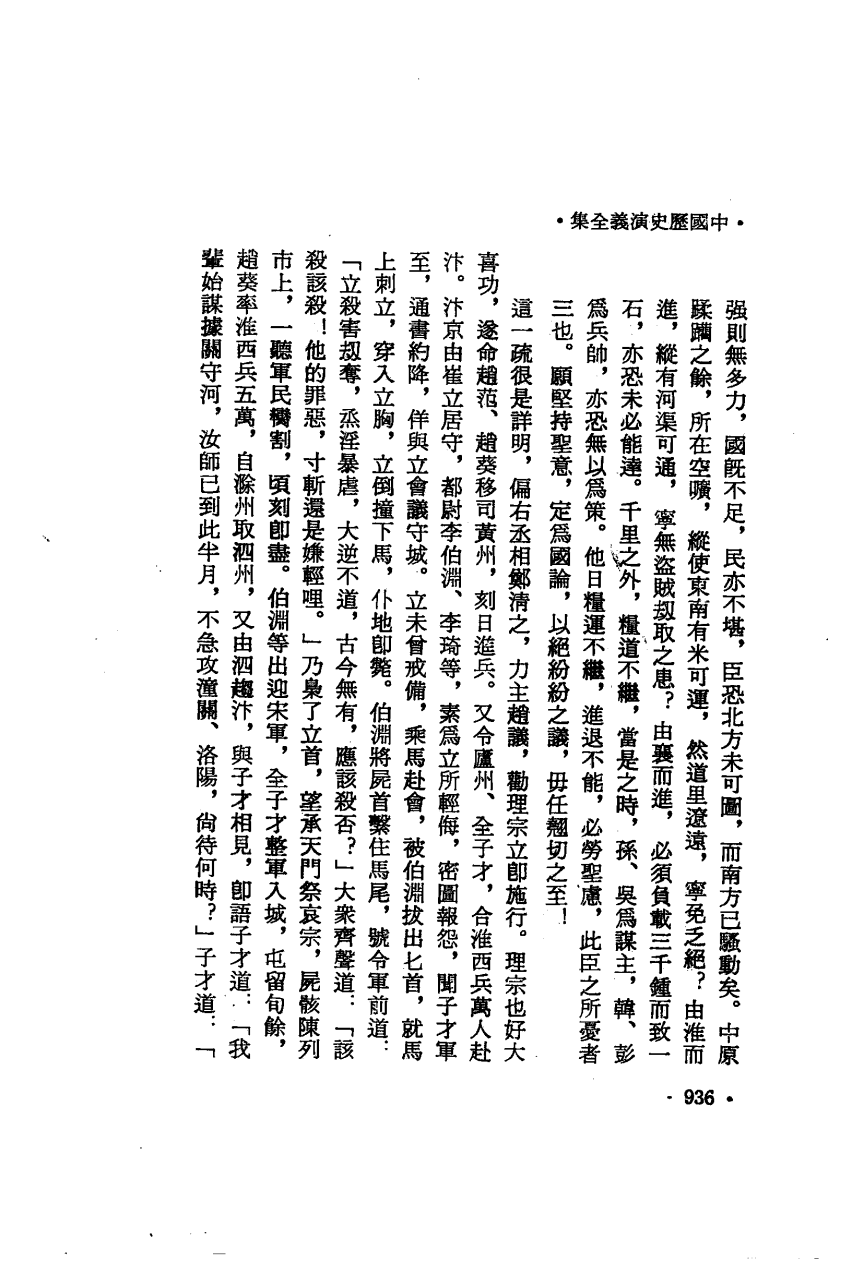 •中國歷史演義全集•
强則無多力，國旣不足，民亦不堪，臣恐北方未可圖，而南方已騷動矣。中原
蹂躪之餘，所在空曠，縱使東南有米可運，然道里遼遠，寧免乏絕？由淮而
進，縱有河渠可通，寧無盜賊刼取之患？由襄而進，必須負載三千鍾而致一
石，亦恐未必能達。千里之外，糧道不繼，當是之時，孫、吳爲謀主，韓、彭
爲兵帥，亦恐無以爲策。他日糧運不繼，進退不能，必勞聖慮，此臣之所憂者
三也。願堅持聖意，定爲國論，以絕紛紛之議，毋任翹切之至！
這一疏很是詳明，偏右丞相鄭清之，力主趙議，勸理宗立卽施行。理宗也好大
喜功，遂命趙范、趙葵移司黃州，刻日進兵。又令廬州、全子才，合淮西兵萬人赴
汴。汴京由崔立居守，都尉李伯淵、李琦等，素爲立所輕侮，密圖報怨，聞子才軍
至，通書約降，佯與立會議守城。立未曾戒備，乘馬赴會，被伯淵拔出匕首，就馬
上刺立，穿入立胸，立倒撞下馬，仆地卽斃。伯淵將屍首繫住馬尾，號令軍前道：
「立殺害刼奪，烝淫暴虐，大逆不道，古今無有，應該殺否？」大衆齊聲道：「該
殺該殺！他的罪惡，寸斬還是嫌輕哩。」乃梟了立首，望承天門祭哀宗，屍骸陳列
市上，一聽軍民臠割，頃刻卽盡。伯淵等出迎宋軍，全子才整軍入城，屯留旬餘，
趙葵率淮西兵五萬，自滁州取泗州，又由泗趨汴，與子才相見，卽語子才道：「我
輩始謀據關守河，汝師已到此半月，不急攻潼關、洛陽，尙待何時？」子才道：「
•936•